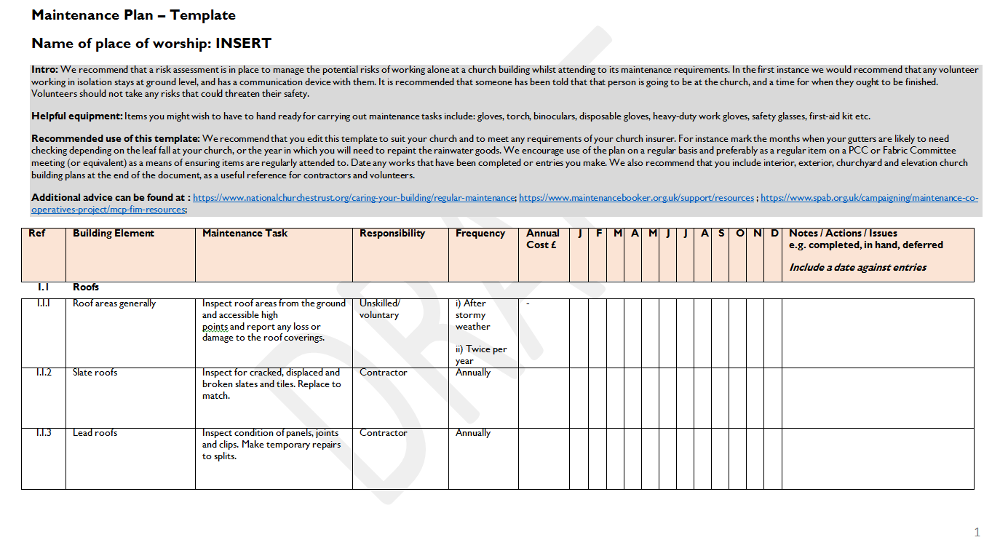 Maintenance Plan – Template
Name of place of worship: INSERT
Intro: We recommend that a risk assessment is in place to manage the potential risks of working alone at a church building whilst attending to its maintenance requirements. In the first instance we would recommend that any volunteer
working in isolation stays at ground level, and has a communication device with them. It is recommended that someone has been told that that person is going to be at the church, and a time for when they ought to be finished.
Volunteers should not take any risks that could threaten their safety.
Helpful equipment: Items you might wish to have to hand ready for carrying out maintenance tasks include: gloves, torch, binoculars, disposable gloves, heavy-duty work gloves, safety glasses, first-aid kit etc.
Recommended use of this template: We recommend that you edit this template to suit your church and to meet any requirements of your church insurer. For instance mark the months when your gutters are likely to need
checking depending on the leaf fall at your church, or the year in which you will need to repaint the rainwater goods. We encourage use of the plan on a regular basis and preferably as a regular item on a PCC or Fabric Committee
meeting (or equivalent) as a means of ensuring items are regularly attended to. Date any works that have been completed or entries you make. We also recommend that you include interior, exterior, churchyard and elevation church
building plans at the end of the document, as a useful reference for contractors and volunteers.
Additional advice can be found at : https://www.nationalchurchestrust.org/caring-your-building/regular-maintenance; https://www.maintenancebooker.org.uk/support/resources ; https://www.spab.org.uk/campaigning/maintenance-co-
operatives-project/mcp-fim-resources;
DRAFT
Ref Building Element Maintenance Task Responsibility Frequency Annual J F M A M J J A S O N D Notes / Actions / Issues
Cost £ e.g. completed, in hand, deferred
Include a date against entries
1.1 Roofs
1.1.1 Roof areas generally Inspect roof areas from the ground Unskilled/ i) After -
and accessible high voluntary stormy
points and report any loss or weather
damage to the roof coverings.
ii) Twice per
year
1.1.2 Slate roofs Inspect for cracked, displaced and Contractor Annually
broken slates and tiles. Replace to
match.
1.1.3 Lead roofs Inspect condition of panels, joints Contractor Annually
and clips. Make temporary repairs
to splits.
1